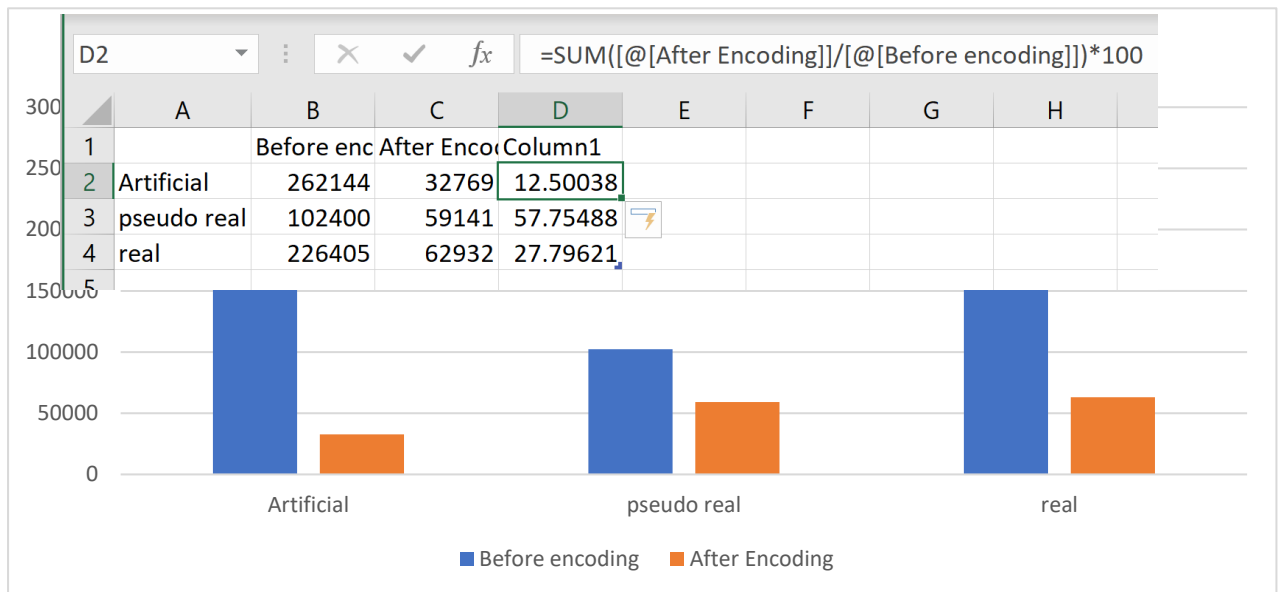 D2 fx =SUM([@[After Encoding]]/[@[Before encoding]])*100
A B C D E F G H
1 Before enc After Enco Column1
2 Artificial 262144 32769 12.50038
3 pseudo real 102400 59141 57.75488
4 real 226405 62932 27.79621
5
300
250
200
150000
100000
50000
0
Artificial pseudo real real
Before encoding After Encoding